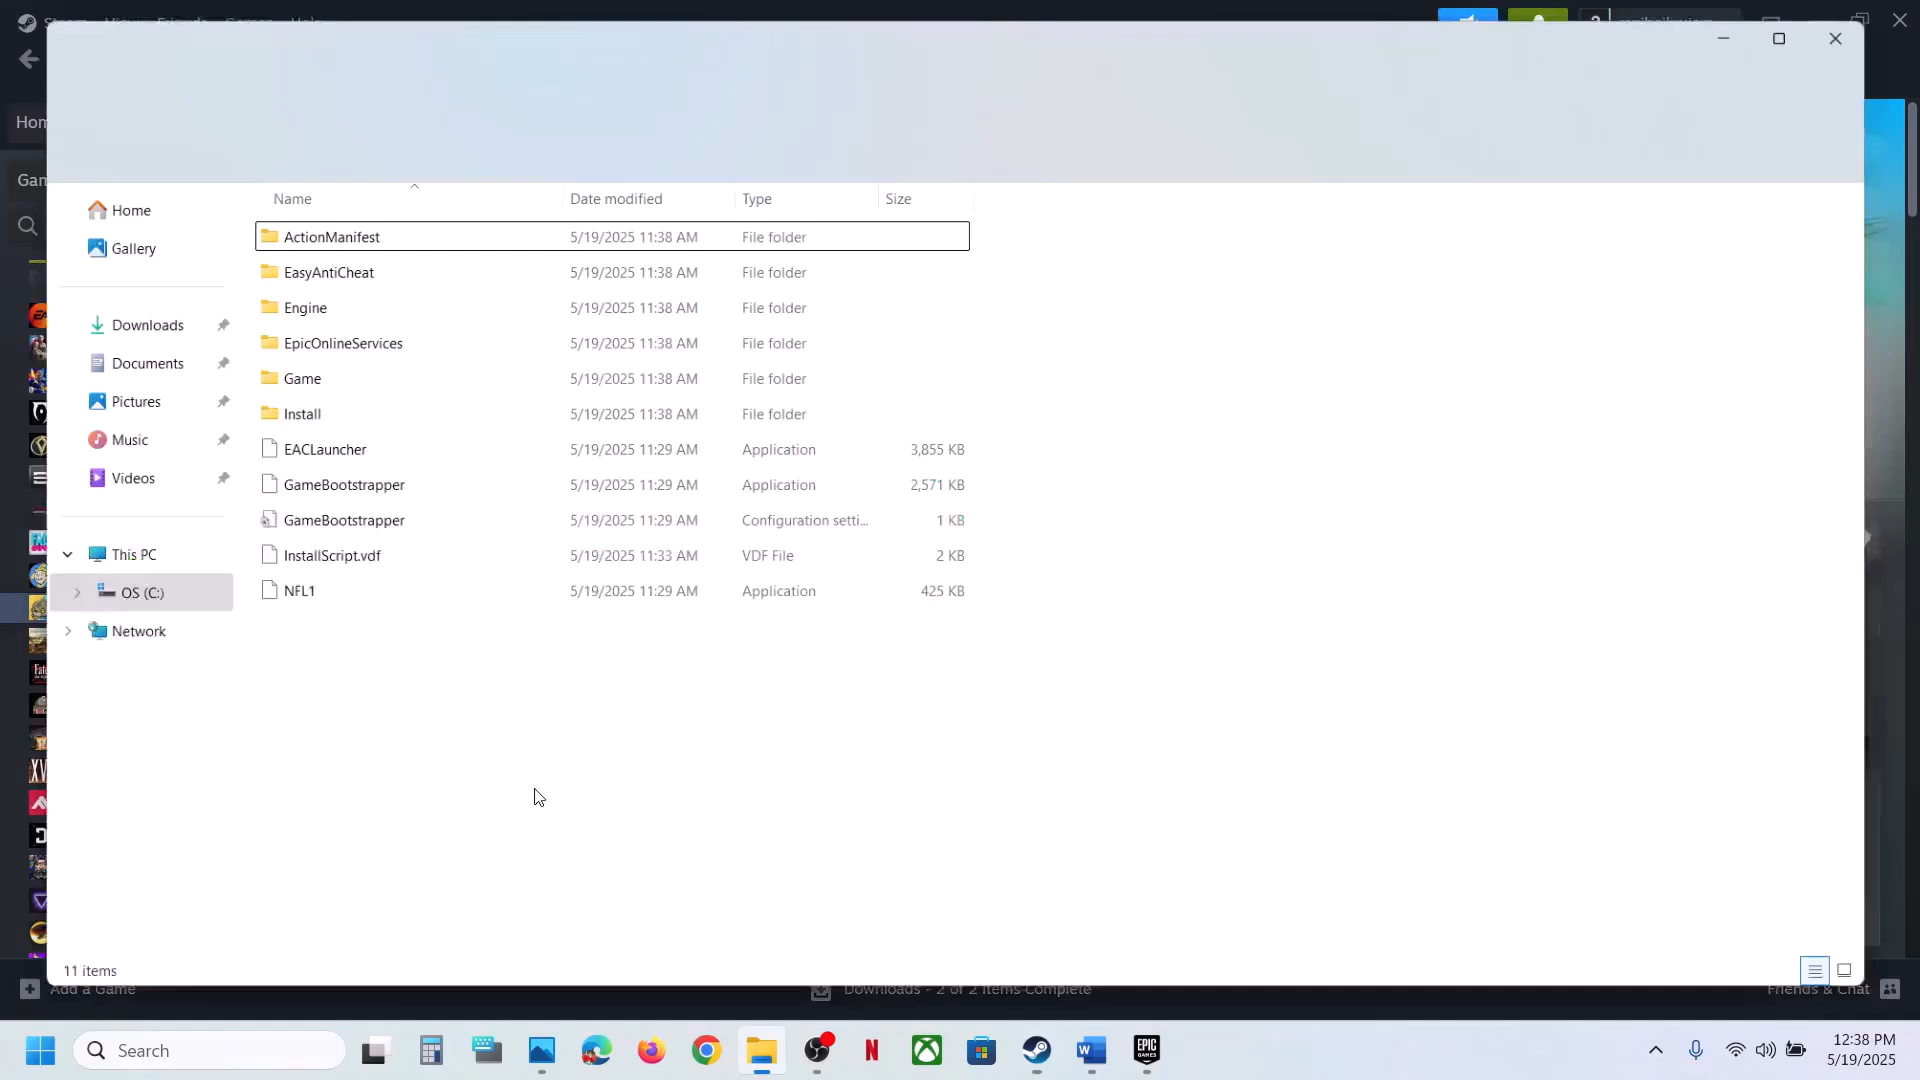 Hom
Gam
Name
Date modified
Type
Size
Home
Gallery
Downloads
Documents
Pictures
Music
Videos
This PC
OS (C:)
Network
ActionManifest 5/19/2025 11:38 AM File folder
EasyAntiCheat 5/19/2025 11:38 AM File folder
Engine 5/19/2025 11:38 AM File folder
EpicOnlineServices 5/19/2025 11:38 AM File folder
Game 5/19/2025 11:38 AM File folder
Install 5/19/2025 11:38 AM File folder
EACLauncher 5/19/2025 11:29 AM Application 3,855 KB
GameBootstrapper 5/19/2025 11:29 AM Application 2,571 KB
GameBootstrapper 5/19/2025 11:29 AM Configuration setti... 1 KB
InstallScript.vdf 5/19/2025 11:33 AM VDF File 2 KB
NFL1 5/19/2025 11:29 AM Application 425 KB
11 items
Add a Game
Downloads - 2 of 2 Items Complete
Friends & Chat
Search
EPIC
GAMES
12:38 PM
5/19/2025